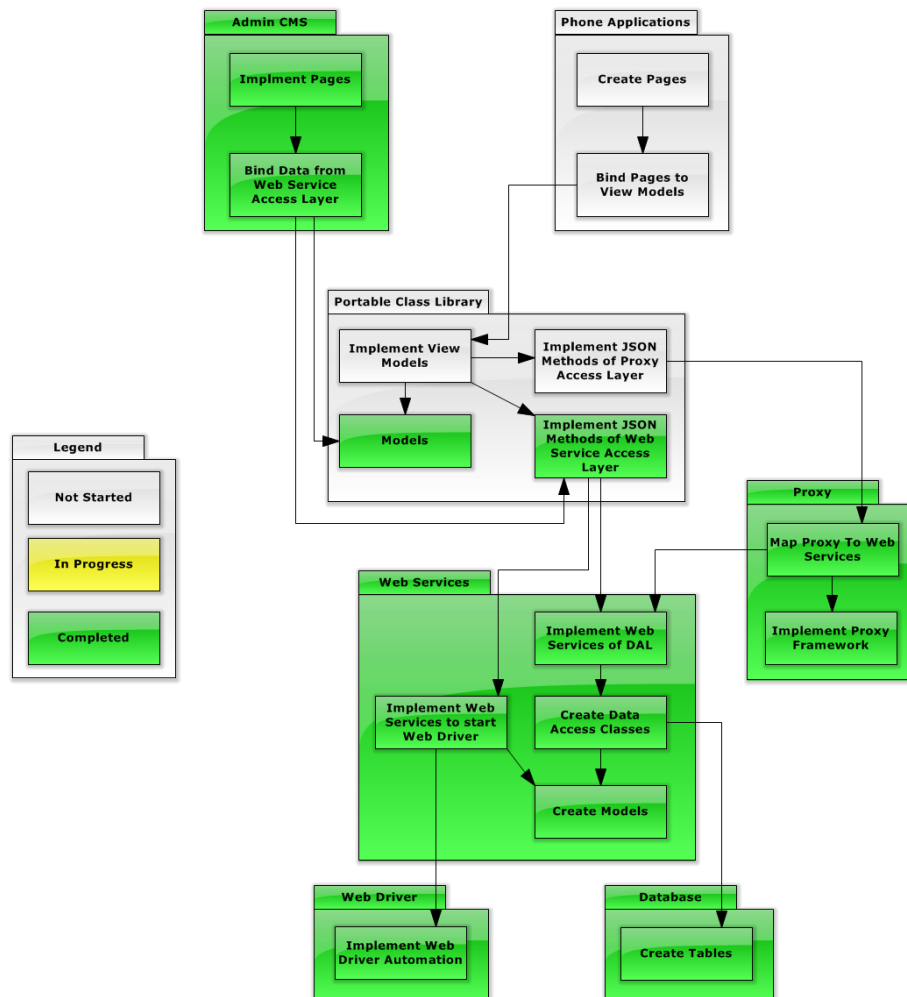 Admin CMS
Implment Pages
Bind Data from
Web Service
Access Layer
Phone Applications
Create Pages
Bind Pages to
View Models
Portable Class Library
Implement View
Models
Implement JSON
Methods of Proxy
Access Layer
Models
Implement JSON
Methods of Web
Service Access
Layer
Legend
Not Started
In Progress
Completed
Proxy
Map Proxy To Web
Services
Implement Proxy
Framework
Web Services
Implement Web
Services of DAL
Implement Web
Services to start
Web Driver
Create Data
Access Classes
Create Models
Web Driver
Implement Web
Driver Automation
Database
Create Tables